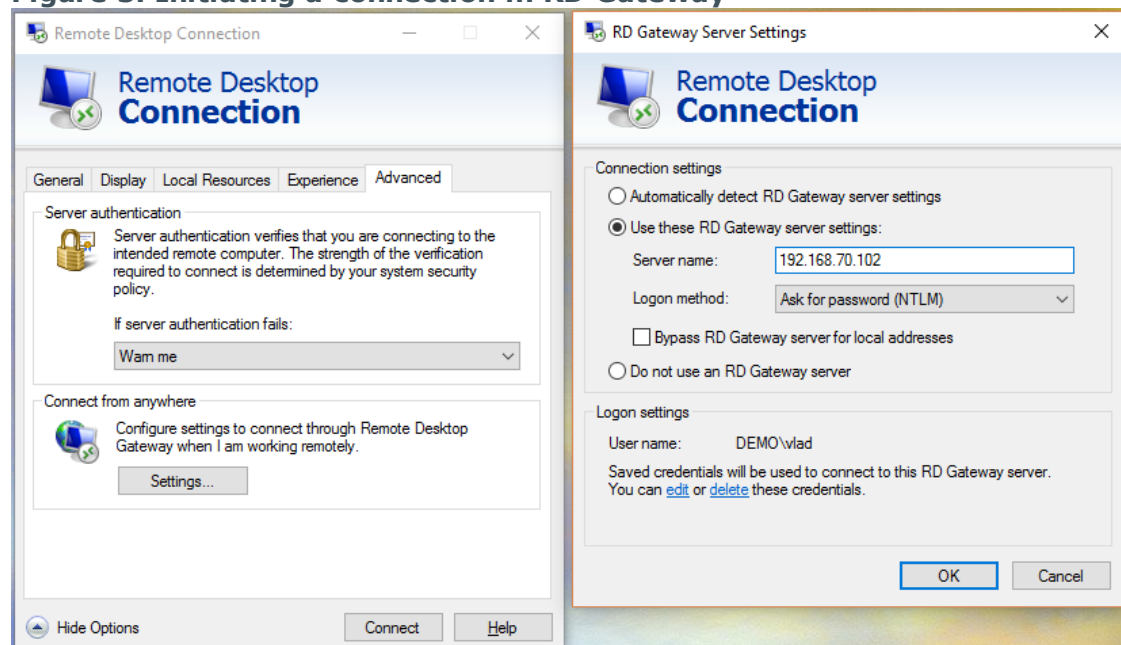 Figure 3. Initiating a connection in RD Gateway
Remote Desktop Connection
Remote Desktop
Connection
General Display Local Resources Experience Advanced
Server authentication
Server authentication verifies that you are connecting to the
intended remote computer. The strength of the verification
required to connect is determined by your system security
policy.
If server authentication fails:
Warn me
Connect from anywhere
Configure settings to connect through Remote Desktop
Gateway when I am working remotely.
Settings...
Hide Options
Connect
Help
RD Gateway Server Settings
Remote Desktop
Connection
Connection settings
Automatically detect RD Gateway server settings
Use these RD Gateway server settings:
Server name: 192.168.70.102
Logon method: Ask for password (NTLM)
Bypass RD Gateway server for local addresses
Do not use an RD Gateway server
Logon settings
User name: DEMO\vlad
Saved credentials will be used to connect to this RD Gateway server.
You can edit or delete these credentials.
OK
Cancel